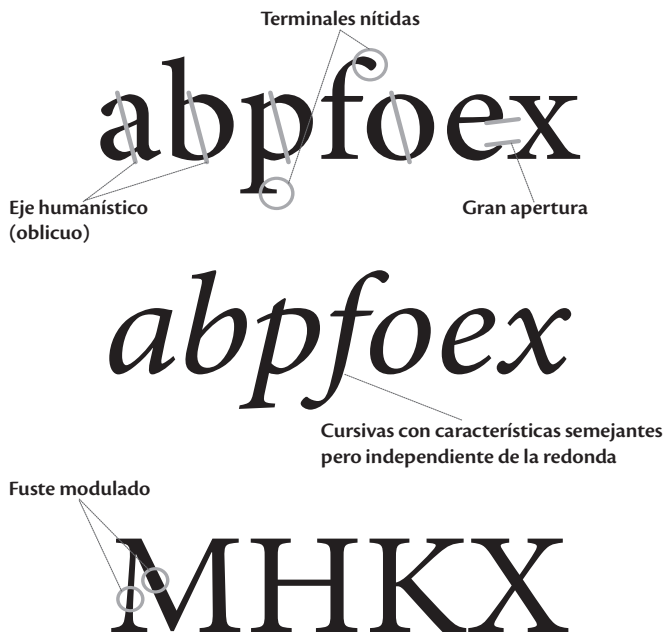 Terminales nítidas
abpfoex
Eje humanístico
(oblicuo)
Gran apertura
abpfoex
Cursivas con características semejantes
pero independiente de la redonda
Fuste modulado
MHKX